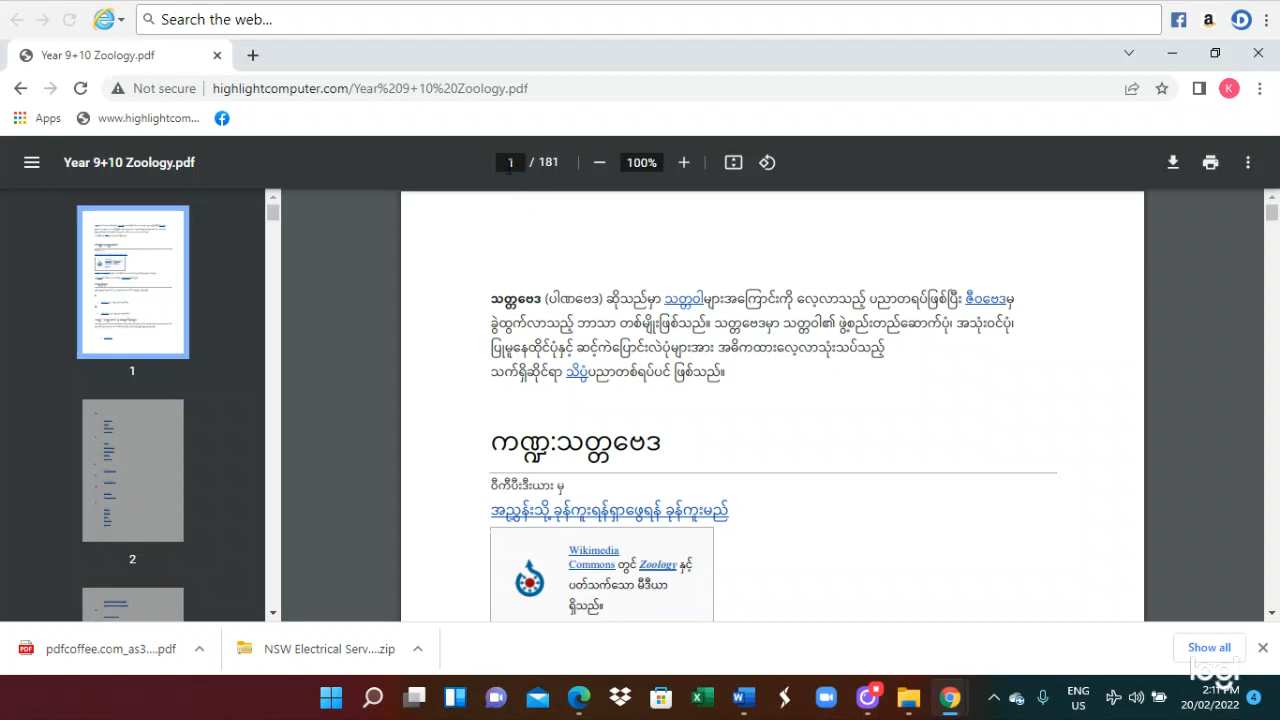 Search the web...
Year 9+10 Zoology.pdf
Not secure highlightcomputer.com/Year%209+10%20Zoology.pdf
K
Apps www.highlightcom...
Year 9+10 Zoology.pdf 1 / 181 100%
1
2
သတ္တဗေဒ (ပါဏဗေဒ) ဆိုသည်မှာ သတ္တဝါများအကြောင်းကို လေ့လာသည့် ပညာတရပ်ဖြစ်ပြီး ဇီဝဗေဒမှ
ခွဲထွက်လာသည့် ဘာသာ တစ်မျိုးဖြစ်သည်။ သတ္တဗေဒမှာ သတ္တဝါ၏ ဖွဲ့စည်းတည်ဆောက်ပုံ၊ အသုံးဝင်ပုံ၊
ပြုမူနေထိုင်ပုံနှင့် ဆင့်ကဲပြောင်းလဲပုံများအား အဓိကထားလေ့လာသုံးသပ်သည့်
သက်ရှိဆိုင်ရာ သိပ္ပံပညာတစ်ရပ်ပင် ဖြစ်သည်။
ကဏ္ဍ:သတ္တဗေဒ
ဝီကီပီးဒီးယား မှ
အညွှန်းသို့ ခုန်ကူးရန်ရှာဖွေရန် ခုန်ကူးမည်
Wikimedia
Commons တွင် Zoology နှင့်
ပတ်သက်သော မီဒီယာ
ရှိသည်။
pdfcoffee.com_as3....pdf NSW Electrical Serv....zip Show all
logi
ENG
US
2:11 PM
20/02/2022
4